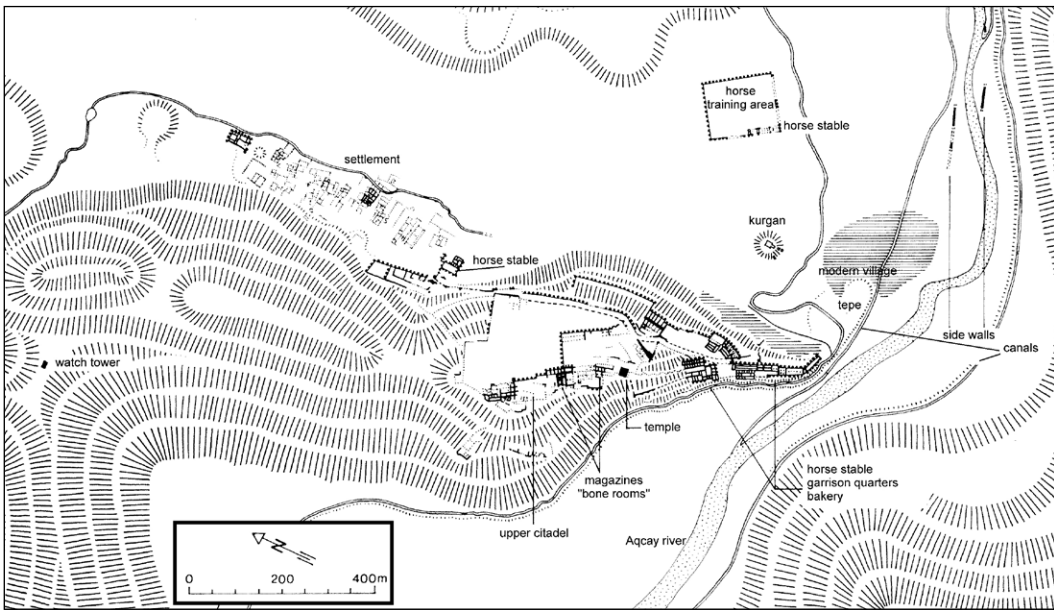 horse
training area
horse stable
settlement
kurgan
horse stable
modern village
tepe
side walls
canals
watch tower
temple
magazines
"bone rooms"
horse stable
garrison quarters
bakery
upper citadel
Aqcay river
N
0 200 400m